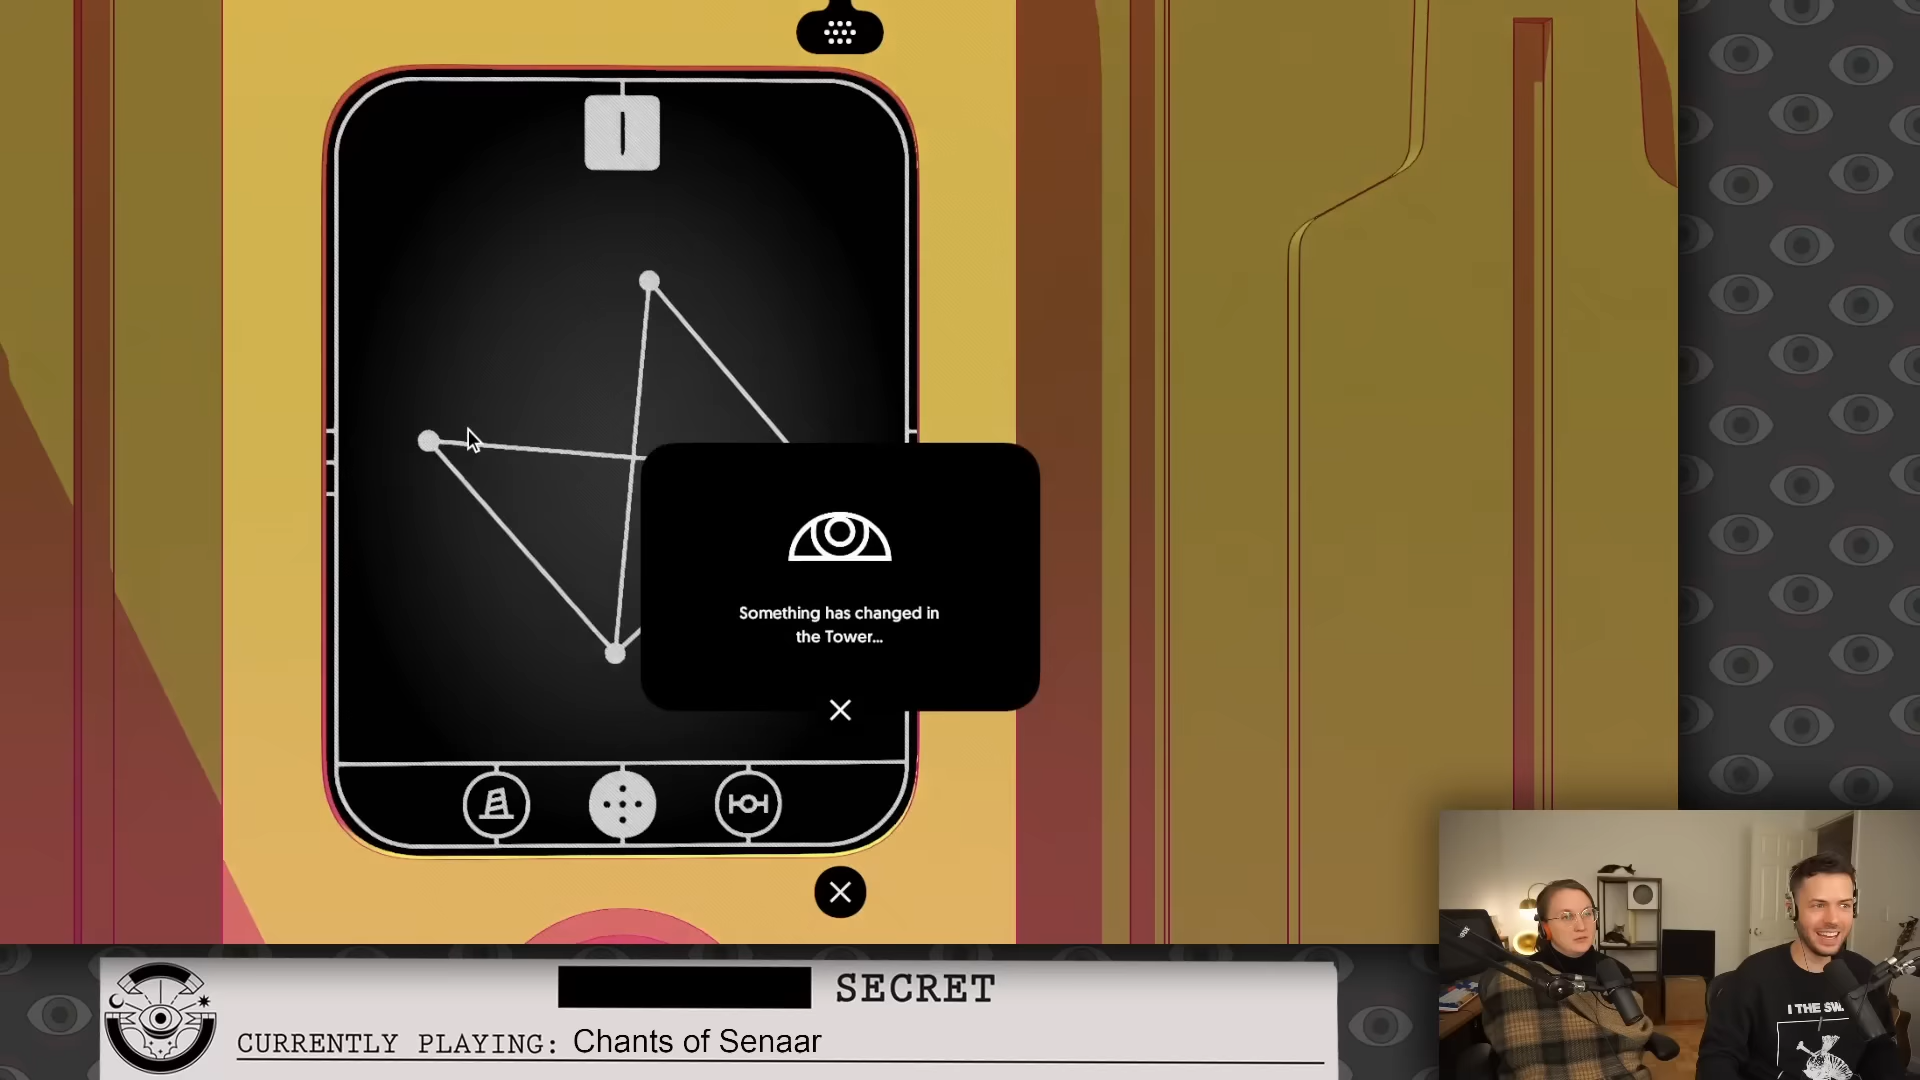 Something has changed in
the Tower...
SECRET
CURRENTLY PLAYING: Chants of Senaar
I THE SW.